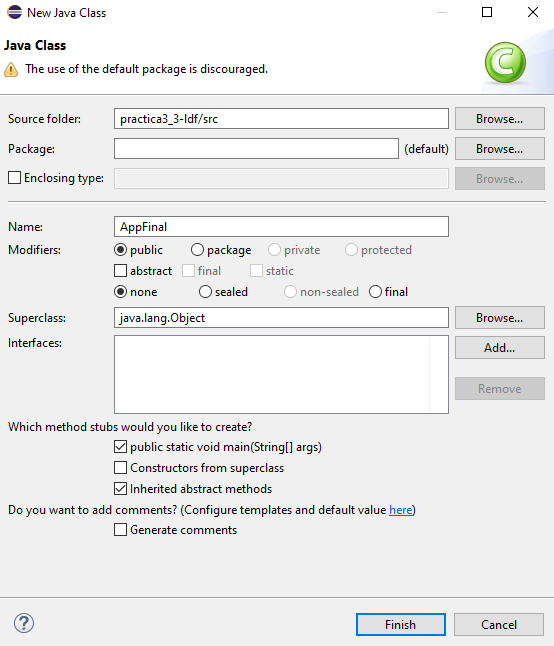 New Java Class
Java Class
The use of the default package is discouraged.
Source folder: practica3_3-ldf/src Browse...
Package: (default) Browse...
Enclosing type: Browse...
Name: AppFinal
Modifiers: public package private protected
abstract final static
none sealed non-sealed final
Superclass: java.lang.Object Browse...
Interfaces: Add...
Remove
Which method stubs would you like to create?
public static void main(String[] args)
Constructors from superclass
Inherited abstract methods
Do you want to add comments? (Configure templates and default value here)
Generate comments
? Finish Cancel